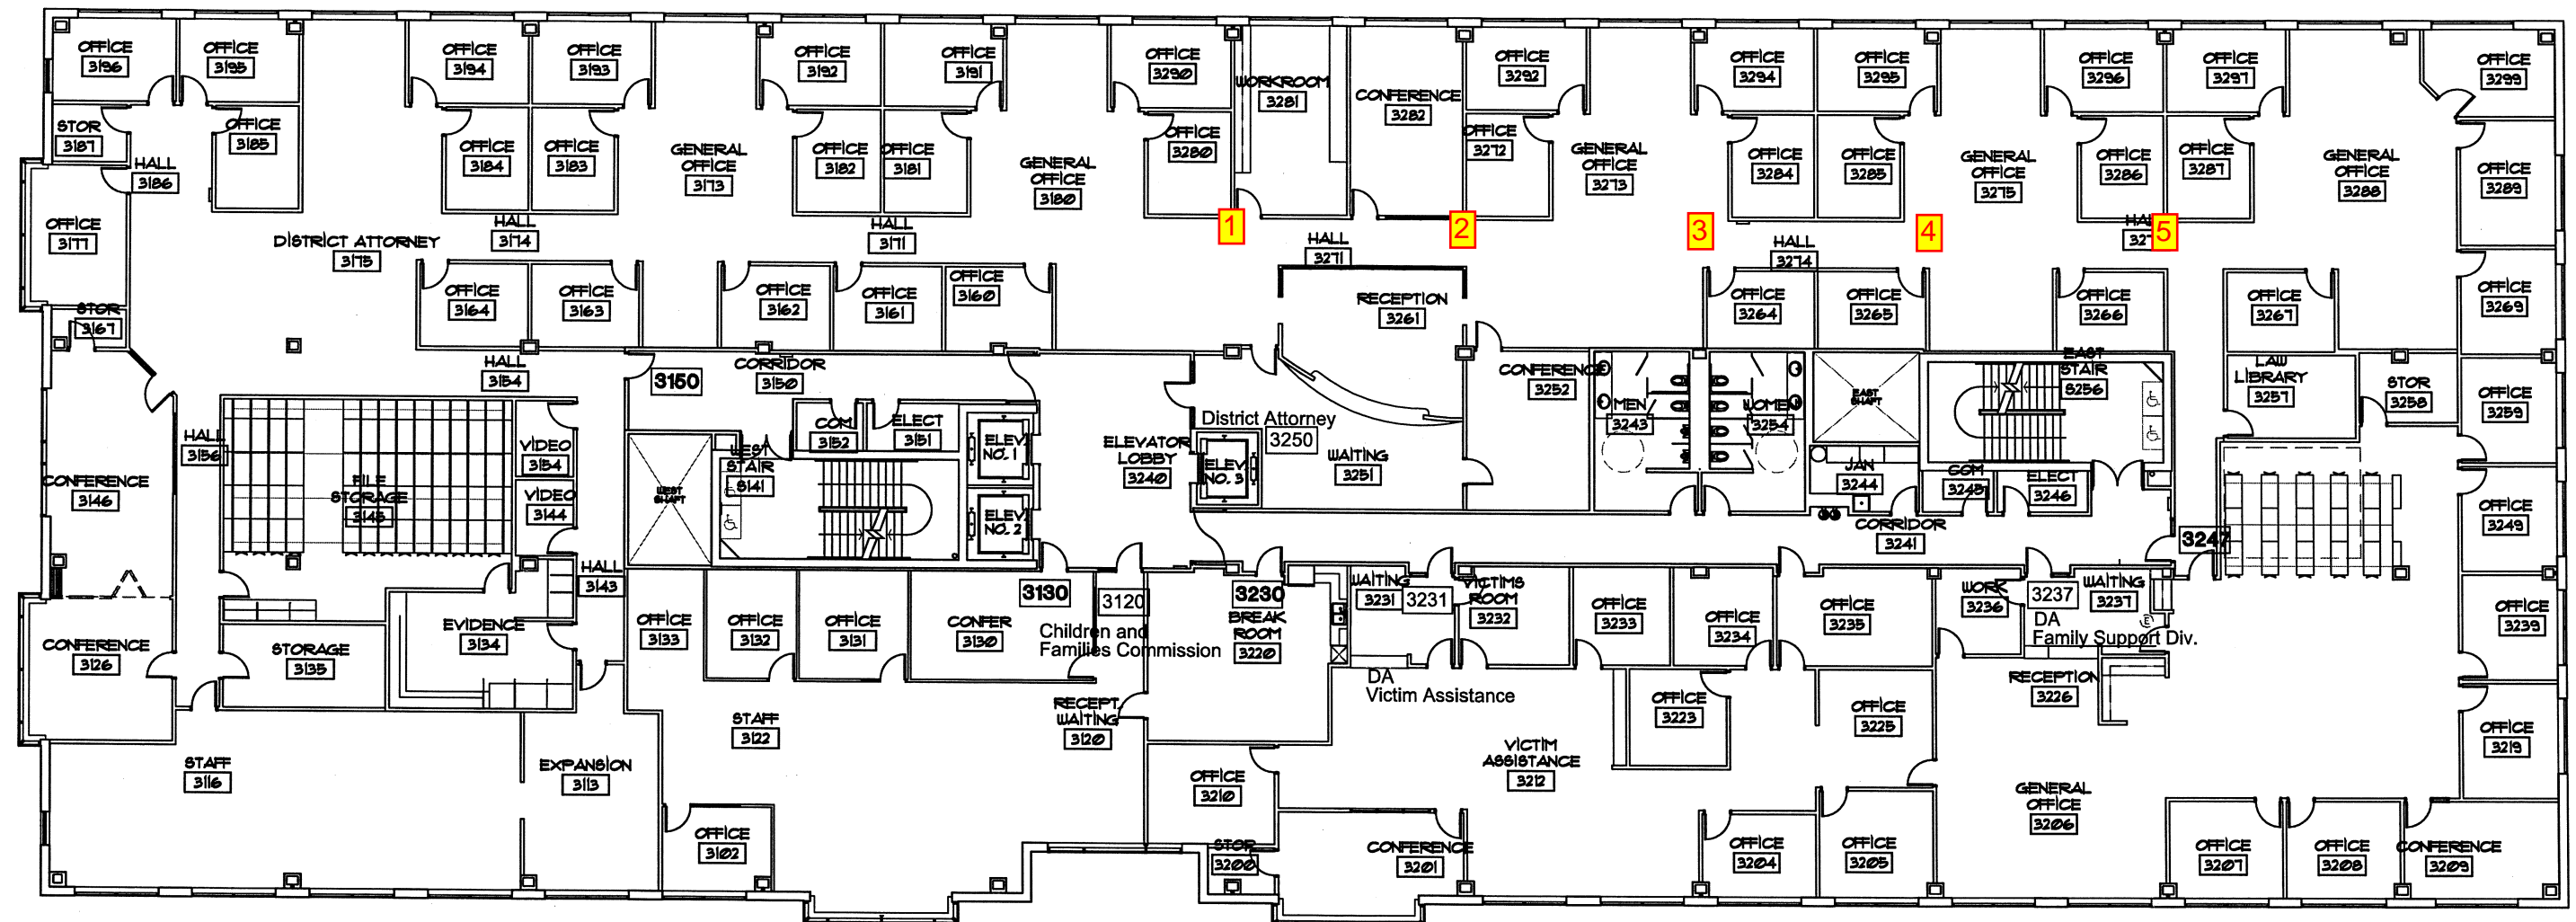 OFFICE
3196
OFFICE
3195
OFFICE
3194
OFFICE
3193
OFFICE
3192
OFFICE
3191
OFFICE
3290
WORKROOM
3281
CONFERENCE
3282
OFFICE
3292
OFFICE
3294
OFFICE
3295
OFFICE
3296
OFFICE
3297
OFFICE
3299
STOR
3187
HALL
3186
OFFICE
3185
OFFICE
3184
OFFICE
3183
GENERAL
OFFICE
3173
OFFICE
3182
OFFICE
3181
GENERAL
OFFICE
3180
OFFICE
3280
OFFICE
3272
GENERAL
OFFICE
3273
OFFICE
3284
OFFICE
3285
GENERAL
OFFICE
3275
OFFICE
3286
OFFICE
3287
GENERAL
OFFICE
3288
OFFICE
3289
OFFICE
3177
DISTRICT ATTORNEY
3175
HALL
3174
HALL
3171
1
HALL
3271
2
3
HALL
3274
4
5
OFFICE
3164
OFFICE
3163
OFFICE
3162
OFFICE
3161
OFFICE
3160
RECEPTION
3261
OFFICE
3264
OFFICE
3265
OFFICE
3266
OFFICE
3267
OFFICE
3269
STOR
3167
HALL
3154
3150
CORRIDOR
3150
CONFERENCE
3252
MEN
3243
WOMEN
3254
EAST
SHAFT
EAST
STAIR
S256
LAW
LIBRARY
3257
STOR
3258
OFFICE
3259
HALL
3156
VIDEO
3154
COM
3152
ELECT
3151
ELEV.
NO. 1
ELEVATOR
LOBBY
3240
District Attorney
3250
ELEV.
NO. 3
WAITING
3251
JAN
3244
COM
3245
ELECT
3246
CONFERENCE
3146
FILE
STORAGE
3145
VIDEO
3144
WEST
SHAFT
WEST
STAIR
S141
ELEV.
NO. 2
CORRIDOR
3241
3247
OFFICE
3249
HALL
3143
3130
3120
3230
WAITING
3231
3231
VICTIMS
ROOM
3232
OFFICE
3233
OFFICE
3234
OFFICE
3235
WORK
3236
3237
WAITING
3237
E
DA
Family Support Div.
OFFICE
3239
CONFERENCE
3126
STORAGE
3135
EVIDENCE
3134
OFFICE
3133
OFFICE
3132
OFFICE
3131
CONFER
3130
Children and
Families Commission
BREAK
ROOM
3220
DA
Victim Assistance
OFFICE
3223
OFFICE
3225
RECEPTION
3226
OFFICE
3219
STAFF
3116
EXPANSION
3113
STAFF
3122
RECEPT.
WAITING
3120
OFFICE
3210
VICTIM
ASSISTANCE
3212
GENERAL
OFFICE
3206
OFFICE
3102
STOR
3200
CONFERENCE
3201
OFFICE
3204
OFFICE
3205
OFFICE
3207
OFFICE
3208
CONFERENCE
3209